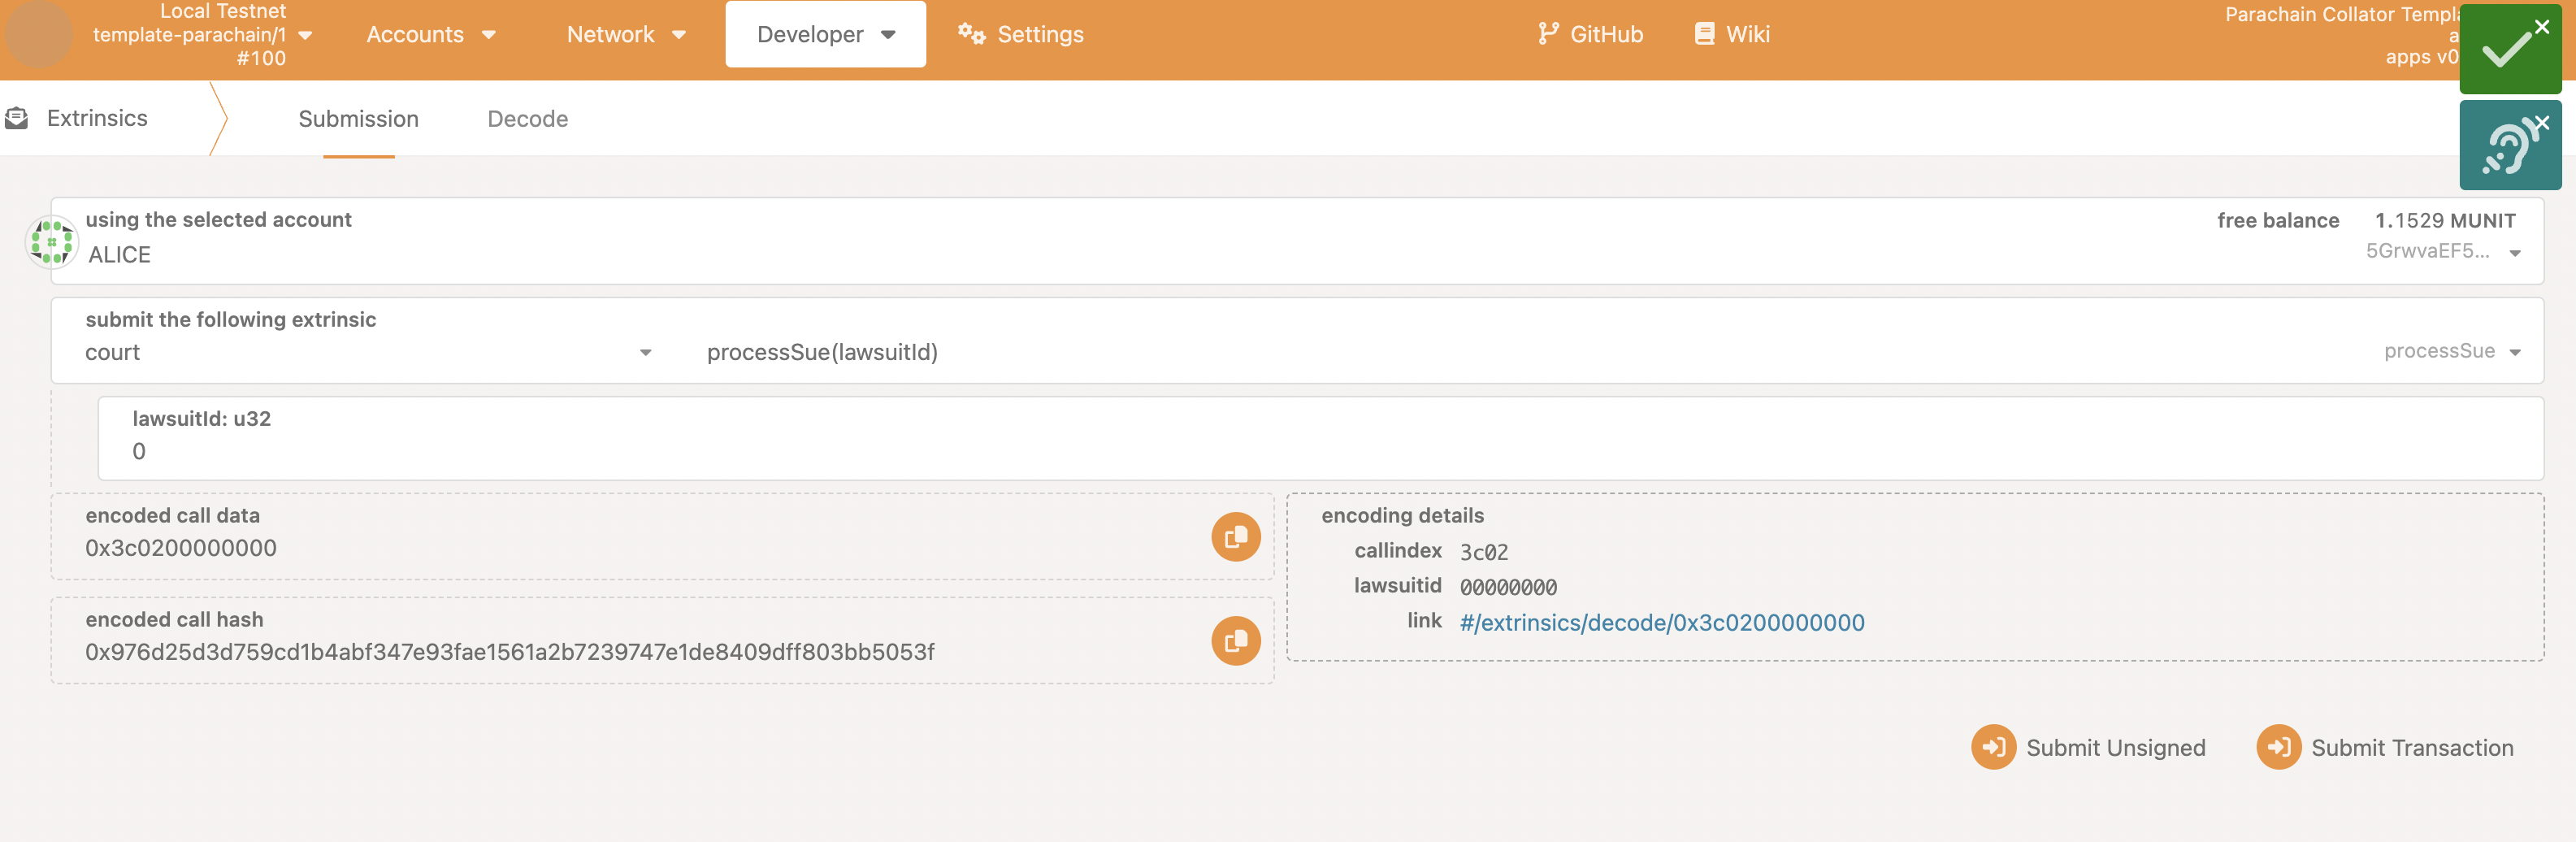 Local Testnet
template-parachain/1
#100
Accounts
Network
Developer
Settings
GitHub
Wiki
Parachain Collator
apps
Extrinsics
Submission
Decode
using the selected account
ALICE
free balance
1.1529 MUNIT
5GrwvaEF5...
submit the following extrinsic
court
processSue(lawsuitId)
processSue
lawsuitId: u32
0
encoded call data
0x3c0200000000
encoded call hash
0x976d25d3d759cd1b4abf347e93fae1561a2b7239747e1de8409dff803bb5053f
encoding details
callindex 3c02
lawsuitid 00000000
link #/extrinsics/decode/0x3c0200000000
Submit Unsigned
Submit Transaction